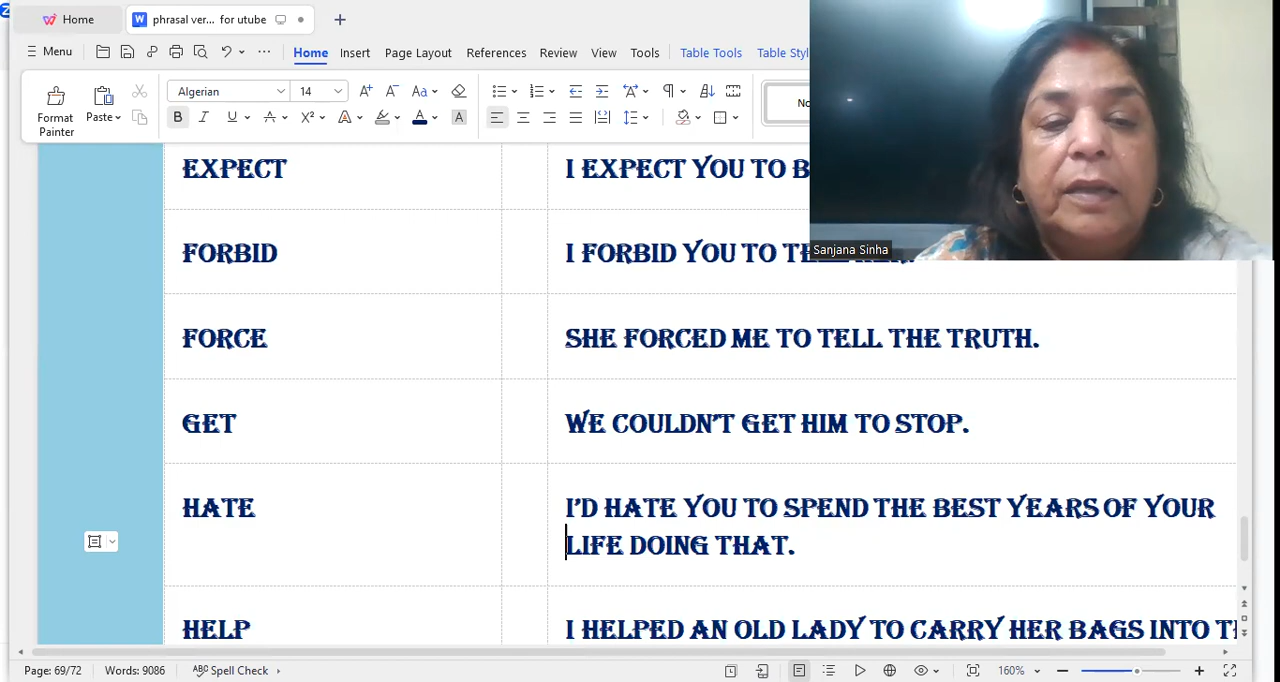 Home
phrasal ver... for utube
Menu
Home Insert Page Layout References Review View Tools Table Tools Table Styl
Format Painter
Paste
Algerian 14
EXPECT I EXPECT YOU TO B
FORBID I FORBID YOU TO
Sanjana Sinha
FORCE SHE FORCED ME TO TELL THE TRUTH.
GET WE COULDN'T GET HIM TO STOP.
HATE I'D HATE YOU TO SPEND THE BEST YEARS OF YOUR
LIFE DOING THAT.
HELP I HELPED AN OLD LADY TO CARRY HER BAGS INTO
Page: 69/72 Words: 9086 Spell Check 160%